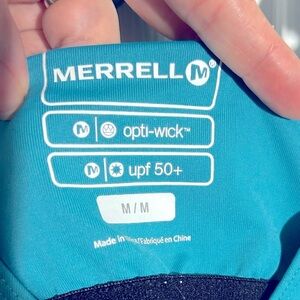 MERRELL M®
M opti-wick™
M upf 50+
M / M
Made in /Fabriqué en Chine